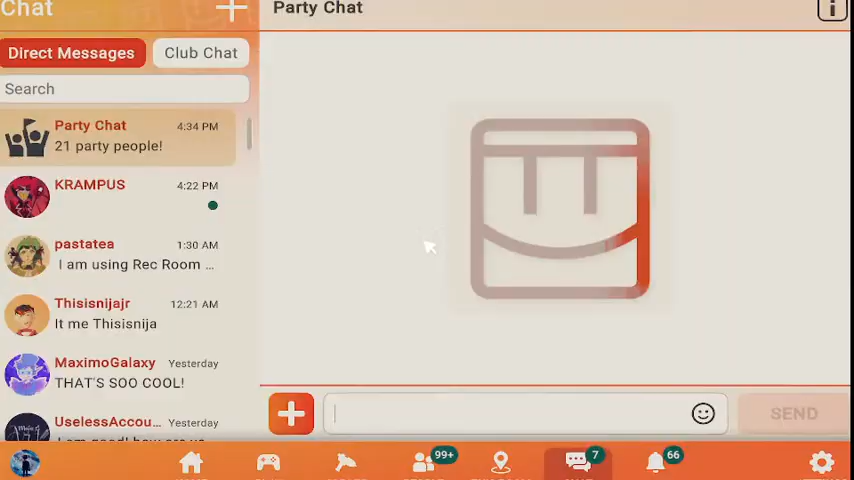 Chat
Party Chat
Direct Messages
Club Chat
Search
Party Chat 4:34 PM
21 party people!
KRAMPUS 4:22 PM
pastatea 1:30 AM
I am using Rec Room ...
Thisisnijajr 12:21 AM
It me Thisisnija
MaximoGalaxy Yesterday
THAT'S SOO COOL!
UselessAccou... Yesterday
SEND
99+
7
66